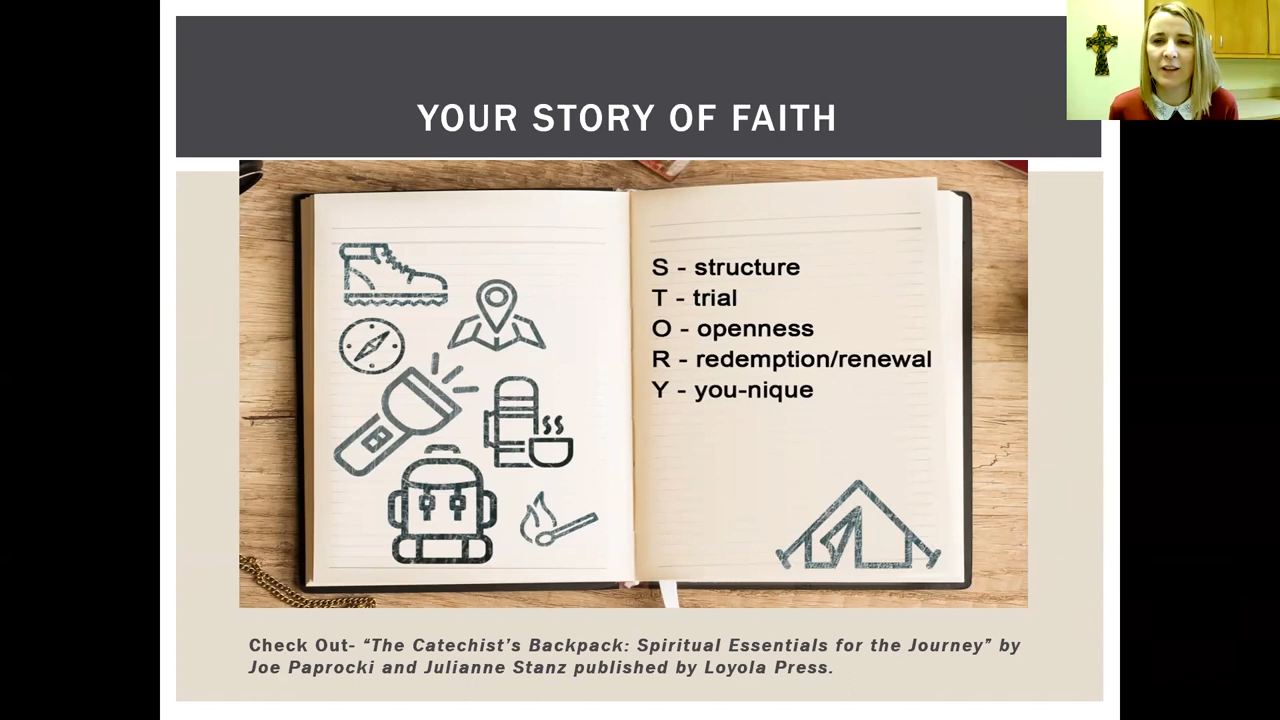 YOUR STORY OF FAITH
S - structure
T - trial
O - openness
R - redemption/renewal
Y - you-nique
Check Out- “The Catechist’s Backpack: Spiritual Essentials for the Journey” by
Joe Paprocki and Julianne Stanz published by Loyola Press.